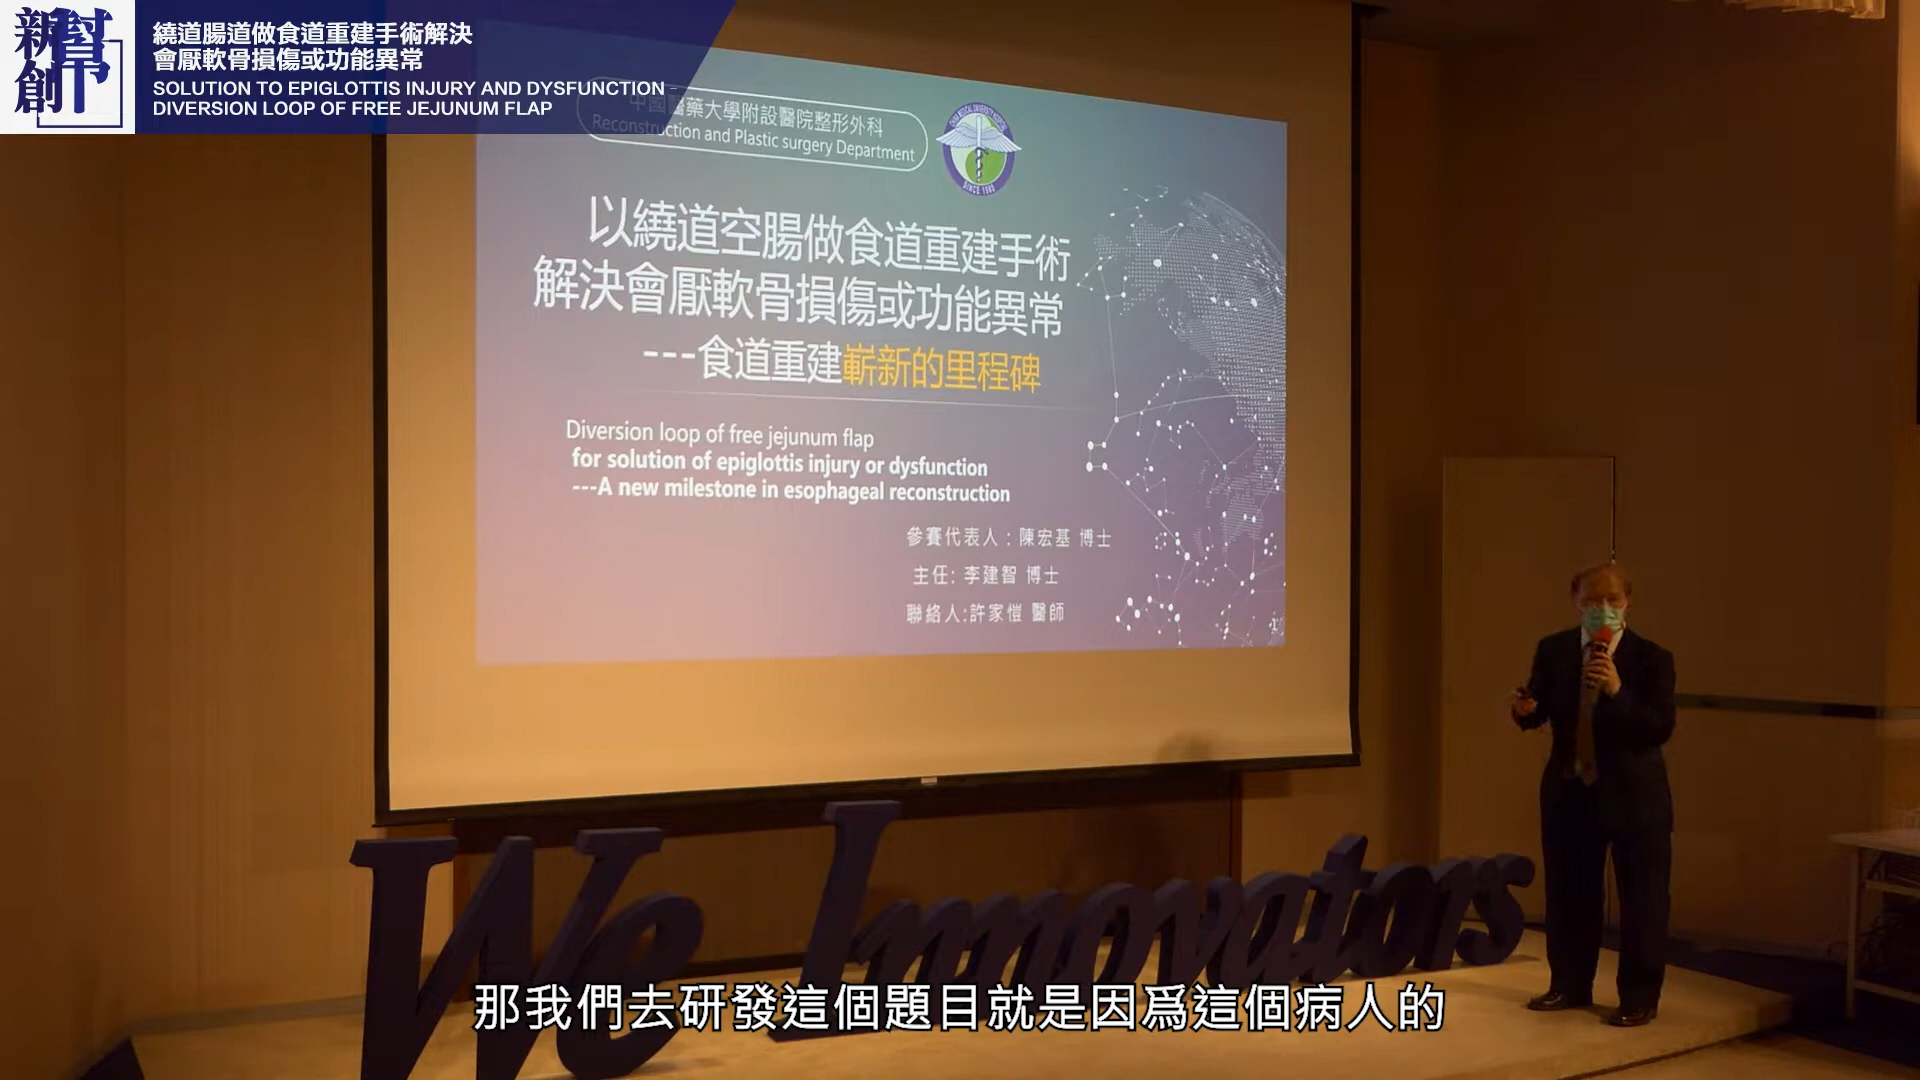 新創
幫
繞道腸道做食道重建手術解決
會厭軟骨損傷或功能異常
SOLUTION TO EPIGLOTTIS INJURY AND DYSFUNCTION -
DIVERSION LOOP OF FREE JEJUNUM FLAP
中國醫藥大學附設醫院整形外科
Reconstruction and Plastic surgery Department
CHINA MEDICAL UNIVERSITY HOSPITAL
SINCE 1980
以繞道空腸做食道重建手術
解決會厭軟骨損傷或功能異常
---食道重建嶄新的里程碑
Diversion loop of free jejunum flap
for solution of epiglottis injury or dysfunction
---A new milestone in esophageal reconstruction
參賽代表人：陳宏基 博士
主任: 李建智 博士
聯絡人:許家愷 醫師
1
We Innovators
那我們去研發這個題目就是因爲這個病人的